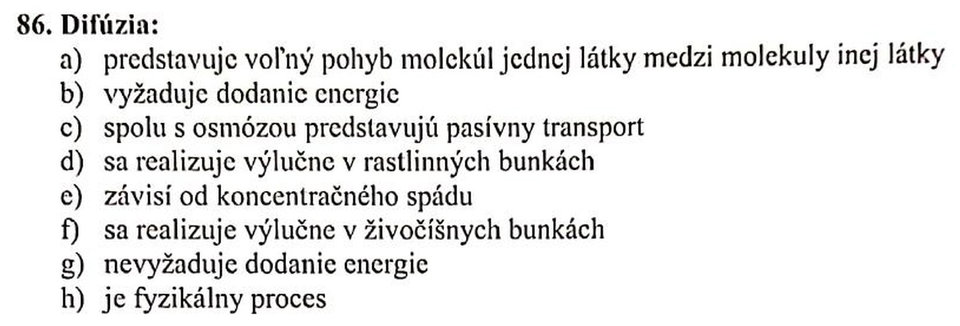 86. Difúzia:
a) predstavuje voľný pohyb molekúl jednej látky medzi molekuly inej látky
b) vyžaduje dodanie energie
c) spolu s osmózou predstavujú pasívny transport
d) sa realizuje výlučne v rastlinných bunkách
e) závisí od koncentračného spádu
f) sa realizuje výlučne v živočíšnych bunkách
g) nevyžaduje dodanie energie
h) je fyzikálny proces